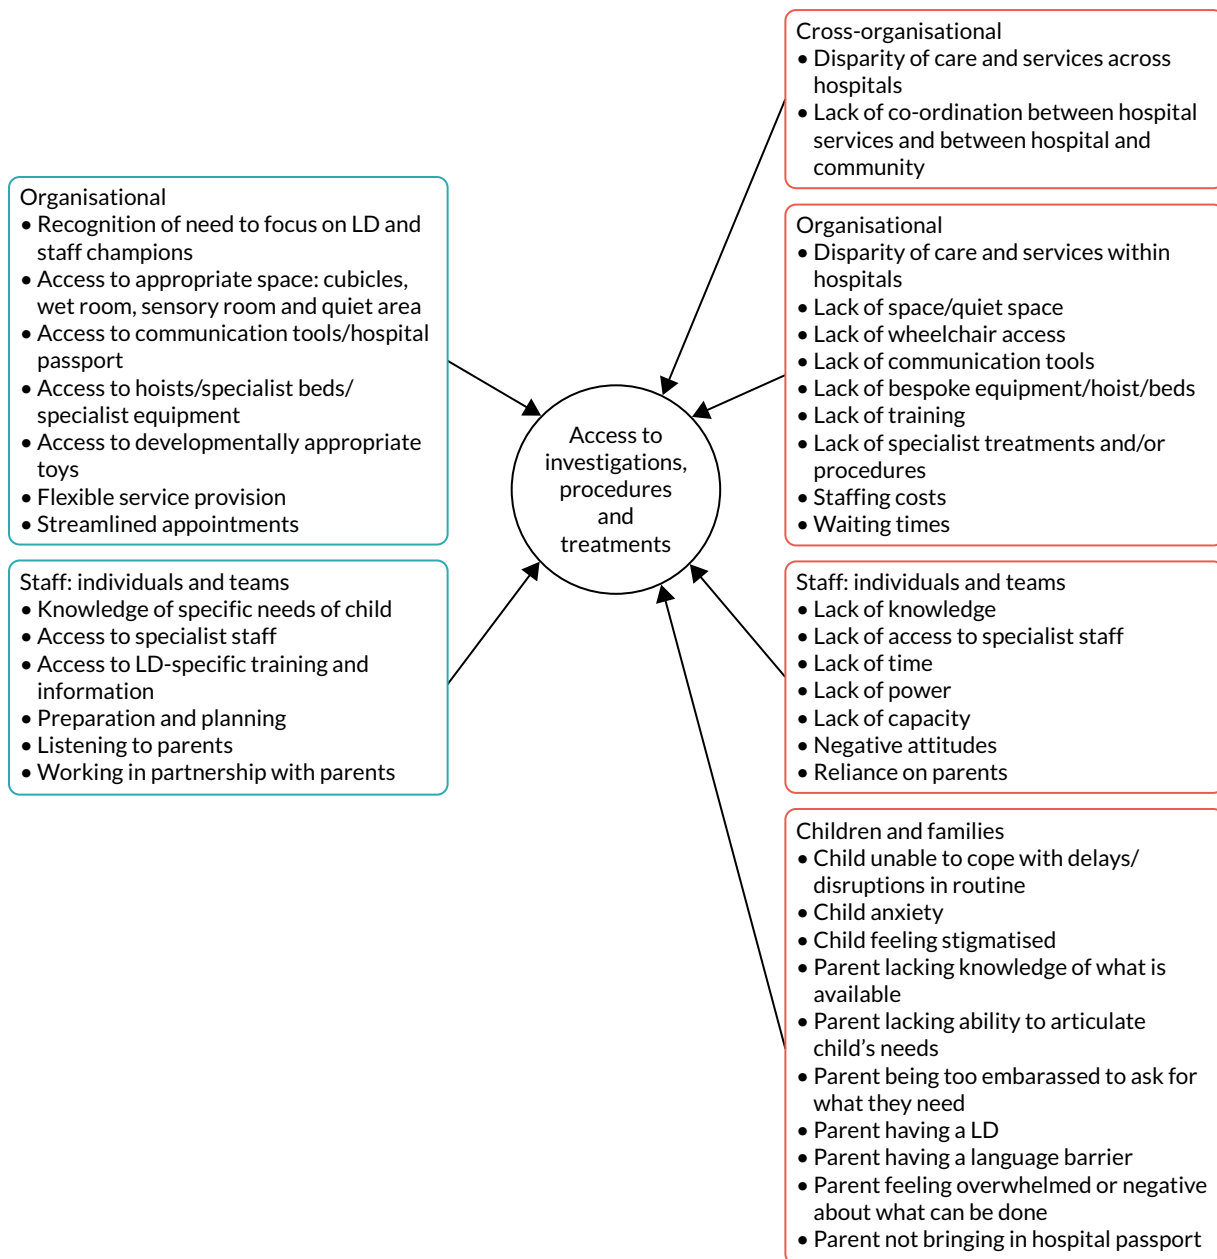 Organisational
• Recognition of need to focus on LD and
staff champions
• Access to appropriate space: cubicles,
wet room, sensory room and quiet area
• Access to communication tools/hospital
passport
• Access to hoists/specialist beds/
specialist equipment
• Access to developmentally appropriate
toys
• Flexible service provision
• Streamlined appointments
Staff: individuals and teams
• Knowledge of specific needs of child
• Access to specialist staff
• Access to LD-specific training and
information
• Preparation and planning
• Listening to parents
• Working in partnership with parents
Access to
investigations,
procedures
and
treatments
Cross-organisational
• Disparity of care and services across
hospitals
• Lack of co-ordination between hospital
services and between hospital and
community
Organisational
• Disparity of care and services within
hospitals
• Lack of space/quiet space
• Lack of wheelchair access
• Lack of communication tools
• Lack of bespoke equipment/hoist/beds
• Lack of training
• Lack of specialist treatments and/or
procedures
• Staffing costs
• Waiting times
Staff: individuals and teams
• Lack of knowledge
• Lack of access to specialist staff
• Lack of time
• Lack of power
• Lack of capacity
• Negative attitudes
• Reliance on parents
Children and families
• Child unable to cope with delays/
disruptions in routine
• Child anxiety
• Child feeling stigmatised
• Parent lacking knowledge of what is
available
• Parent lacking ability to articulate
child's needs
• Parent being too embarassed to ask for
what they need
• Parent having a LD
• Parent having a language barrier
• Parent feeling overwhelmed or negative
about what can be done
• Parent not bringing in hospital passport